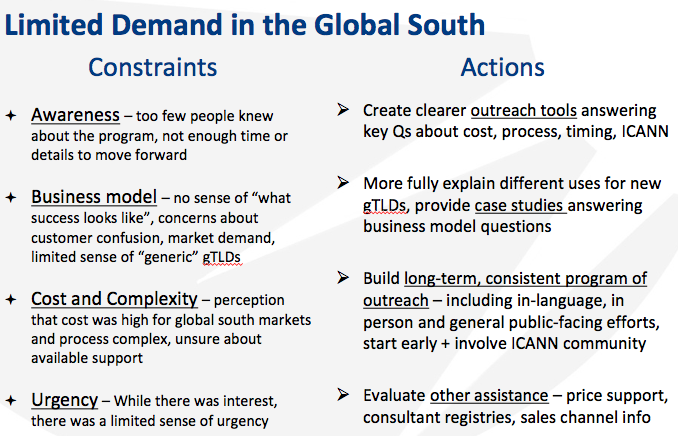 Limited Demand in the Global South
Constraints
✦ Awareness – too few people knew
about the program, not enough time or
details to move forward
✦ Business model – no sense of “what
success looks like”, concerns about
customer confusion, market demand,
limited sense of “generic” gTLDs
✦ Cost and Complexity – perception
that cost was high for global south markets
and process complex, unsure about
available support
✦ Urgency – While there was interest,
there was a limited sense of urgency
Actions
➢ Create clearer outreach tools answering
key Qs about cost, process, timing, ICANN
➢ More fully explain different uses for new
gTLDs, provide case studies answering
business model questions
➢ Build long-term, consistent program of
outreach – including in-language, in
person and general public-facing efforts,
start early + involve ICANN community
➢ Evaluate other assistance – price support,
consultant registries, sales channel info